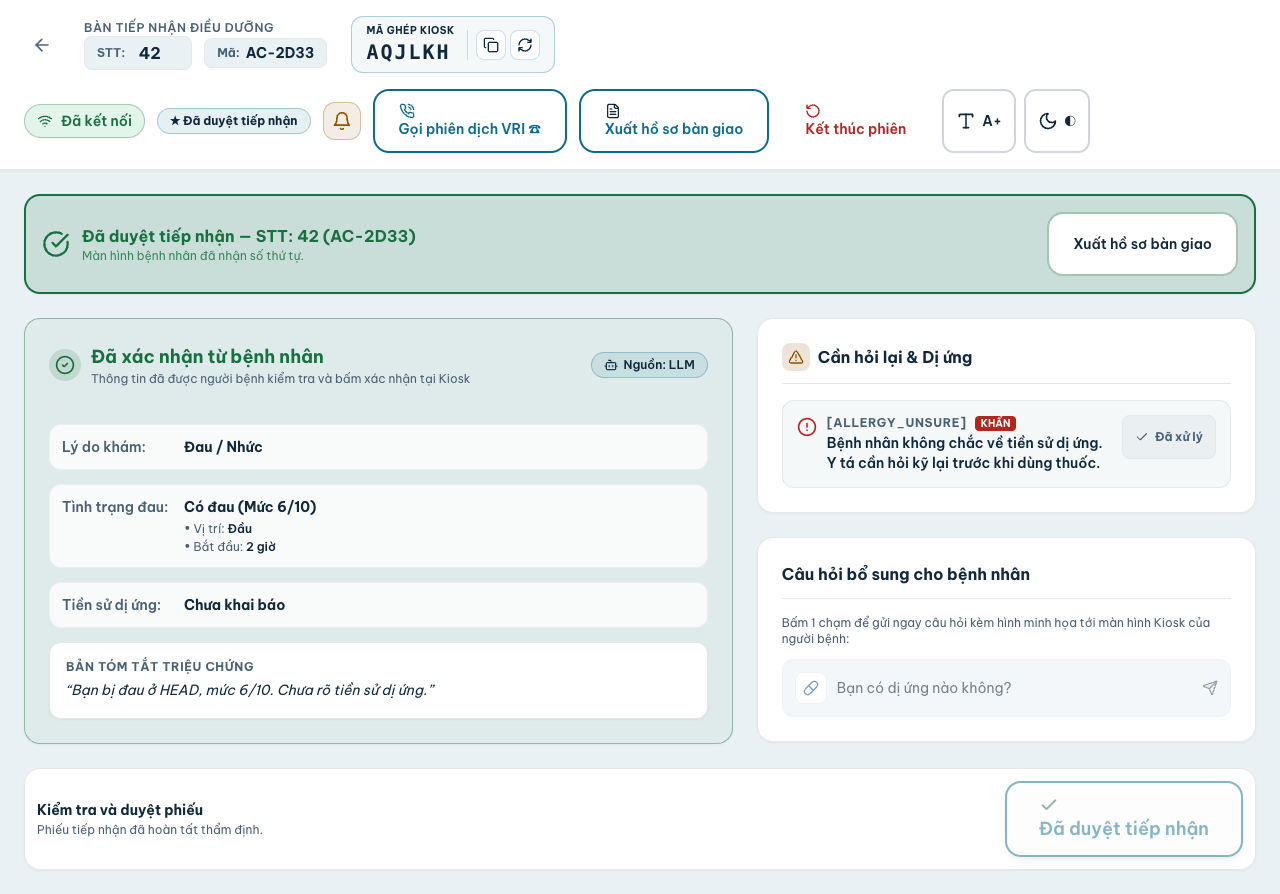 BÀN TIẾP NHẬN ĐIỀU DƯỠNG
STT: 42
Mã: AC-2D33
MÃ GHÉP KIOSK
AQJLKH
Đã kết nối
★ Đã duyệt tiếp nhận
Gọi phiên dịch VRI ☎
Xuất hồ sơ bàn giao
Kết thúc phiên
A+
Đã duyệt tiếp nhận — STT: 42 (AC-2D33)
Màn hình bệnh nhân đã nhận số thứ tự.
Xuất hồ sơ bàn giao
Đã xác nhận từ bệnh nhân
Thông tin đã được người bệnh kiểm tra và bấm xác nhận tại Kiosk
Nguồn: LLM
Lý do khám: Đau / Nhức
Tình trạng đau: Có đau (Mức 6/10)
• Vị trí: Đầu
• Bắt đầu: 2 giờ
Tiền sử dị ứng: Chưa khai báo
BẢN TÓM TẮT TRIỆU CHỨNG
“Bạn bị đau ở HEAD, mức 6/10. Chưa rõ tiền sử dị ứng.”
Cần hỏi lại & Dị ứng
[ALLERGY_UNSURE] KHẨN
Bệnh nhân không chắc về tiền sử dị ứng.
Y tá cần hỏi kỹ lại trước khi dùng thuốc.
Đã xử lý
Câu hỏi bổ sung cho bệnh nhân
Bấm 1 chạm để gửi ngay câu hỏi kèm hình minh họa tới màn hình Kiosk của
người bệnh:
Bạn có dị ứng nào không?
Kiểm tra và duyệt phiếu
Phiếu tiếp nhận đã hoàn tất thẩm định.
Đã duyệt tiếp nhận